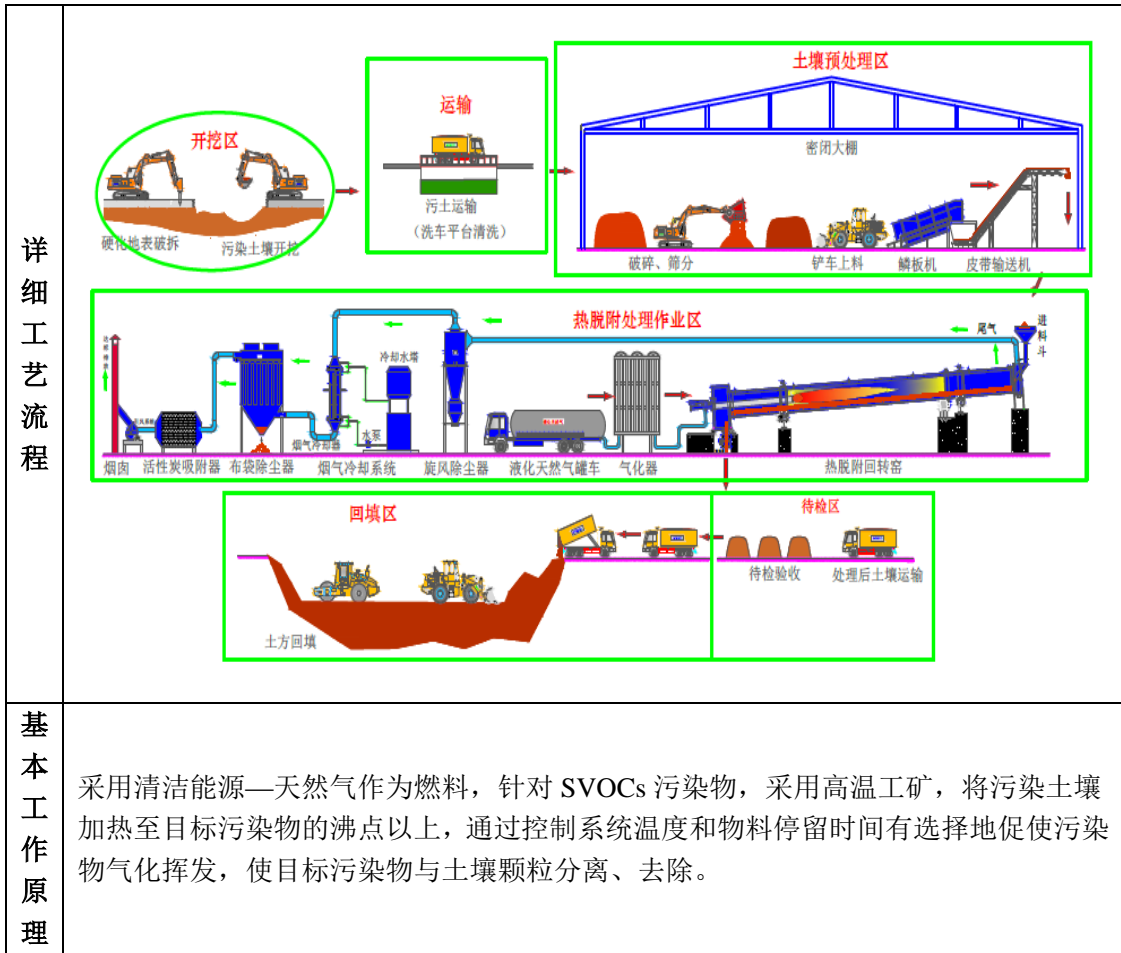 详细工艺流程
开挖区
硬化地表破拆
污染土壤开挖
运输
污土运输
（洗车平台清洗）
土壤预处理区
密闭大棚
破碎、筛分
铲车上料
鳞板机
皮带输送机
热脱附处理作业区
尾气
进料斗
冷却水塔
水泵
烟气冷却器
烟囱
活性炭吸附器
布袋除尘器
烟气冷却系统
旋风除尘器
液化天然气罐车
气化器
热脱附回转窑
回填区
土方回填
待检区
待检验收
处理后土壤运输
基本工作原理
采用清洁能源—天然气作为燃料，针对 SVOCs 污染物，采用高温工矿，将污染土壤
加热至目标污染物的沸点以上，通过控制系统温度和物料停留时间有选择地促使污染
物气化挥发，使目标污染物与土壤颗粒分离、去除。